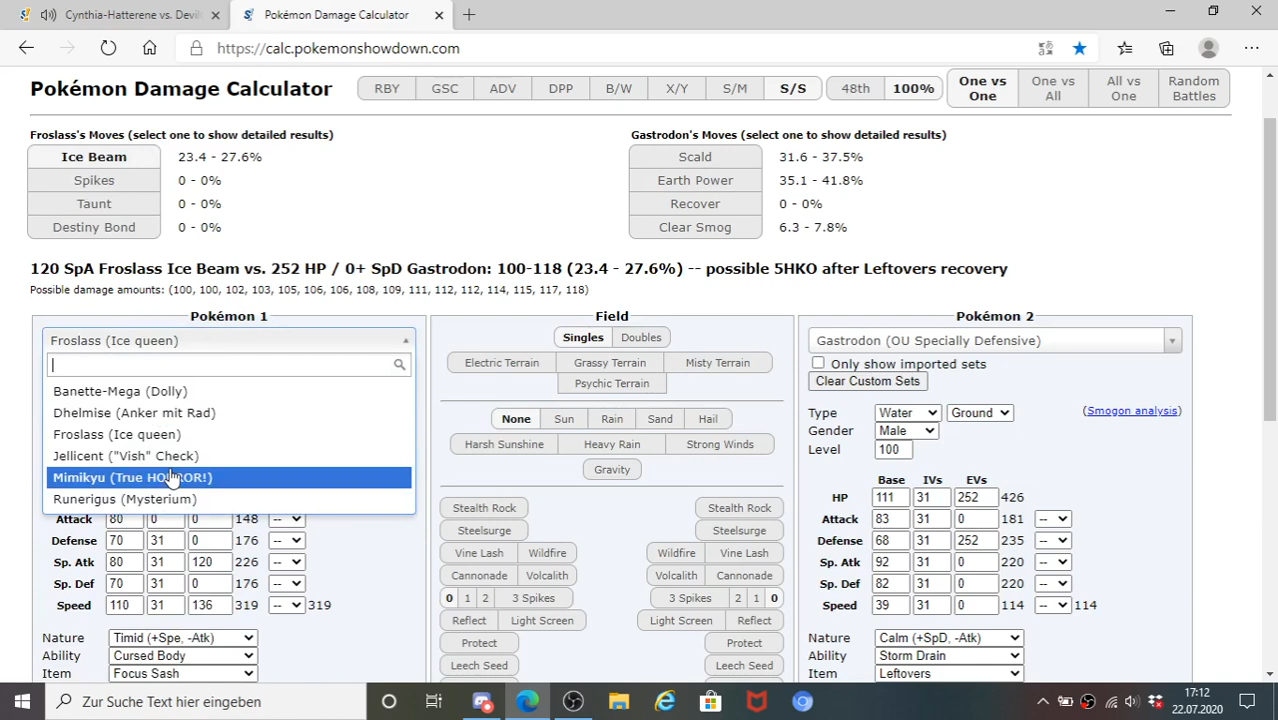 Cynthia-Hatterene vs. Devil
Pokémon Damage Calculator
https://calc.pokemonshowdown.com
Pokémon Damage Calculator
RBY GSC ADV DPP B/W X/Y S/M S/S 48th 100%
One vs One
One vs All
All vs One
Random Battles
Froslass's Moves (select one to show detailed results)
Ice Beam 23.4 - 27.6%
Spikes 0 - 0%
Taunt 0 - 0%
Destiny Bond 0 - 0%
Gastrodon's Moves (select one to show detailed results)
Scald 31.6 - 37.5%
Earth Power 35.1 - 41.8%
Recover 0 - 0%
Clear Smog 6.3 - 7.8%
120 SpA Froslass Ice Beam vs. 252 HP / 0+ SpD Gastrodon: 100-118 (23.4 - 27.6%) -- possible 5HKO after Leftovers recovery
Possible damage amounts: (100, 100, 102, 103, 105, 106, 106, 108, 109, 111, 112, 112, 114, 115, 117, 118)
Pokémon 1
Froslass (Ice queen)
Banette-Mega (Dolly)
Dhelmise (Anker mit Rad)
Froslass (Ice queen)
Jellicent ("Vish" Check)
Mimikyu (True HORROR!)
Runerigus (Mysterium)
Attack 80 0 0 148 --
Defense 70 31 0 176 --
Sp. Atk 80 31 120 226 --
Sp. Def 70 31 0 176 --
Speed 110 31 136 319 -- 319
Nature Timid (+Spe, -Atk)
Ability Cursed Body
Item Focus Sash
Field
Singles Doubles
Electric Terrain Grassy Terrain Misty Terrain
Psychic Terrain
None Sun Rain Sand Hail
Harsh Sunshine Heavy Rain Strong Winds
Gravity
Stealth Rock Stealth Rock
Steelsurge Steelsurge
Vine Lash Wildfire Wildfire Vine Lash
Cannonade Volcalith Volcalith Cannonade
0 1 2 3 Spikes 3 Spikes 2 1 0
Reflect Light Screen Light Screen Reflect
Protect Protect
Leech Seed Leech Seed
Pokémon 2
Gastrodon (OU Specially Defensive)
Only show imported sets
Clear Custom Sets
Type Water Ground (Smogon analysis)
Gender Male
Level 100
Base IVs EVs
HP 111 31 252 426
Attack 83 31 0 181 --
Defense 68 31 252 235 --
Sp. Atk 92 31 0 220 --
Sp. Def 82 31 0 220 --
Speed 39 31 0 114 -- 114
Nature Calm (+SpD, -Atk)
Ability Storm Drain
Item Leftovers
Zur Suche Text hier eingeben
17:12
22.07.2020